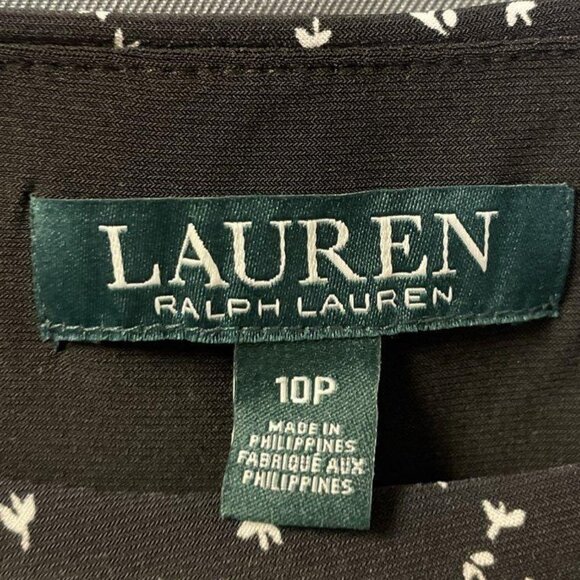 LAUREN
RALPH LAUREN
10P
MADE IN
PHILIPPINES
FABRIQUÉ AUX
PHILIPPINES